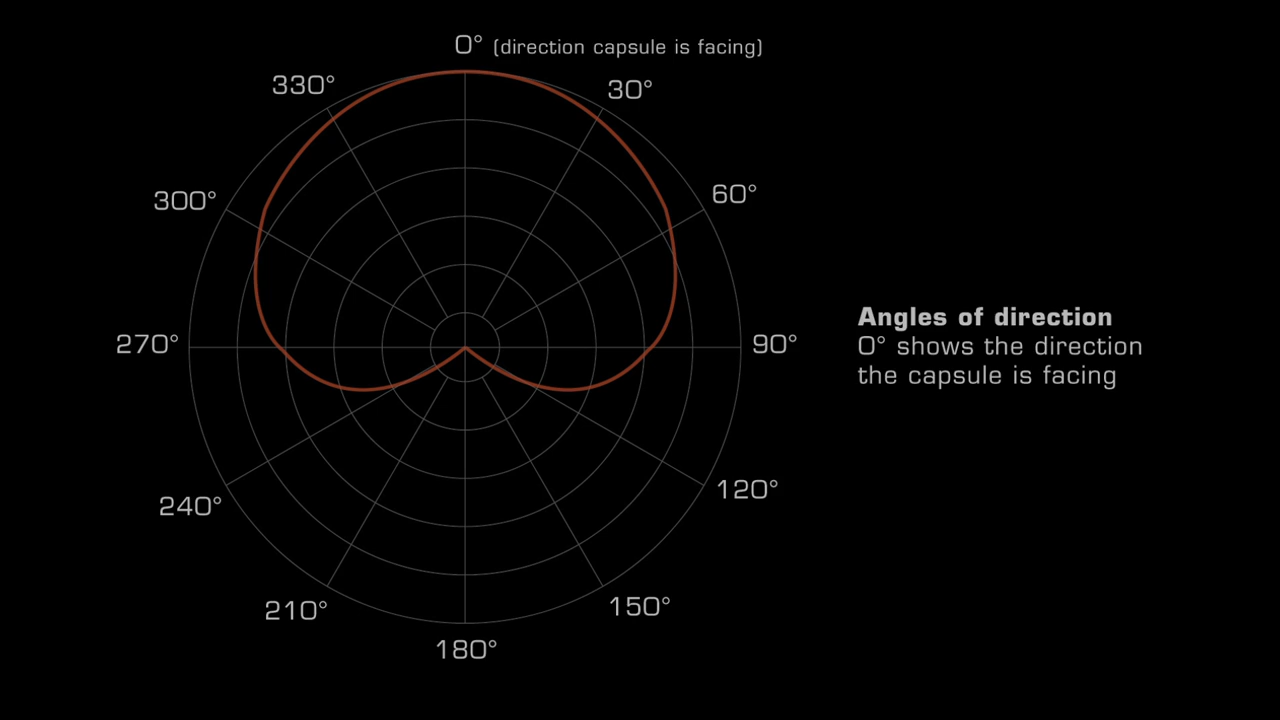 0° (direction capsule is facing)
330°
30°
300°
60°
270°
90°
Angles of direction
0° shows the direction
the capsule is facing
240°
120°
210°
150°
180°